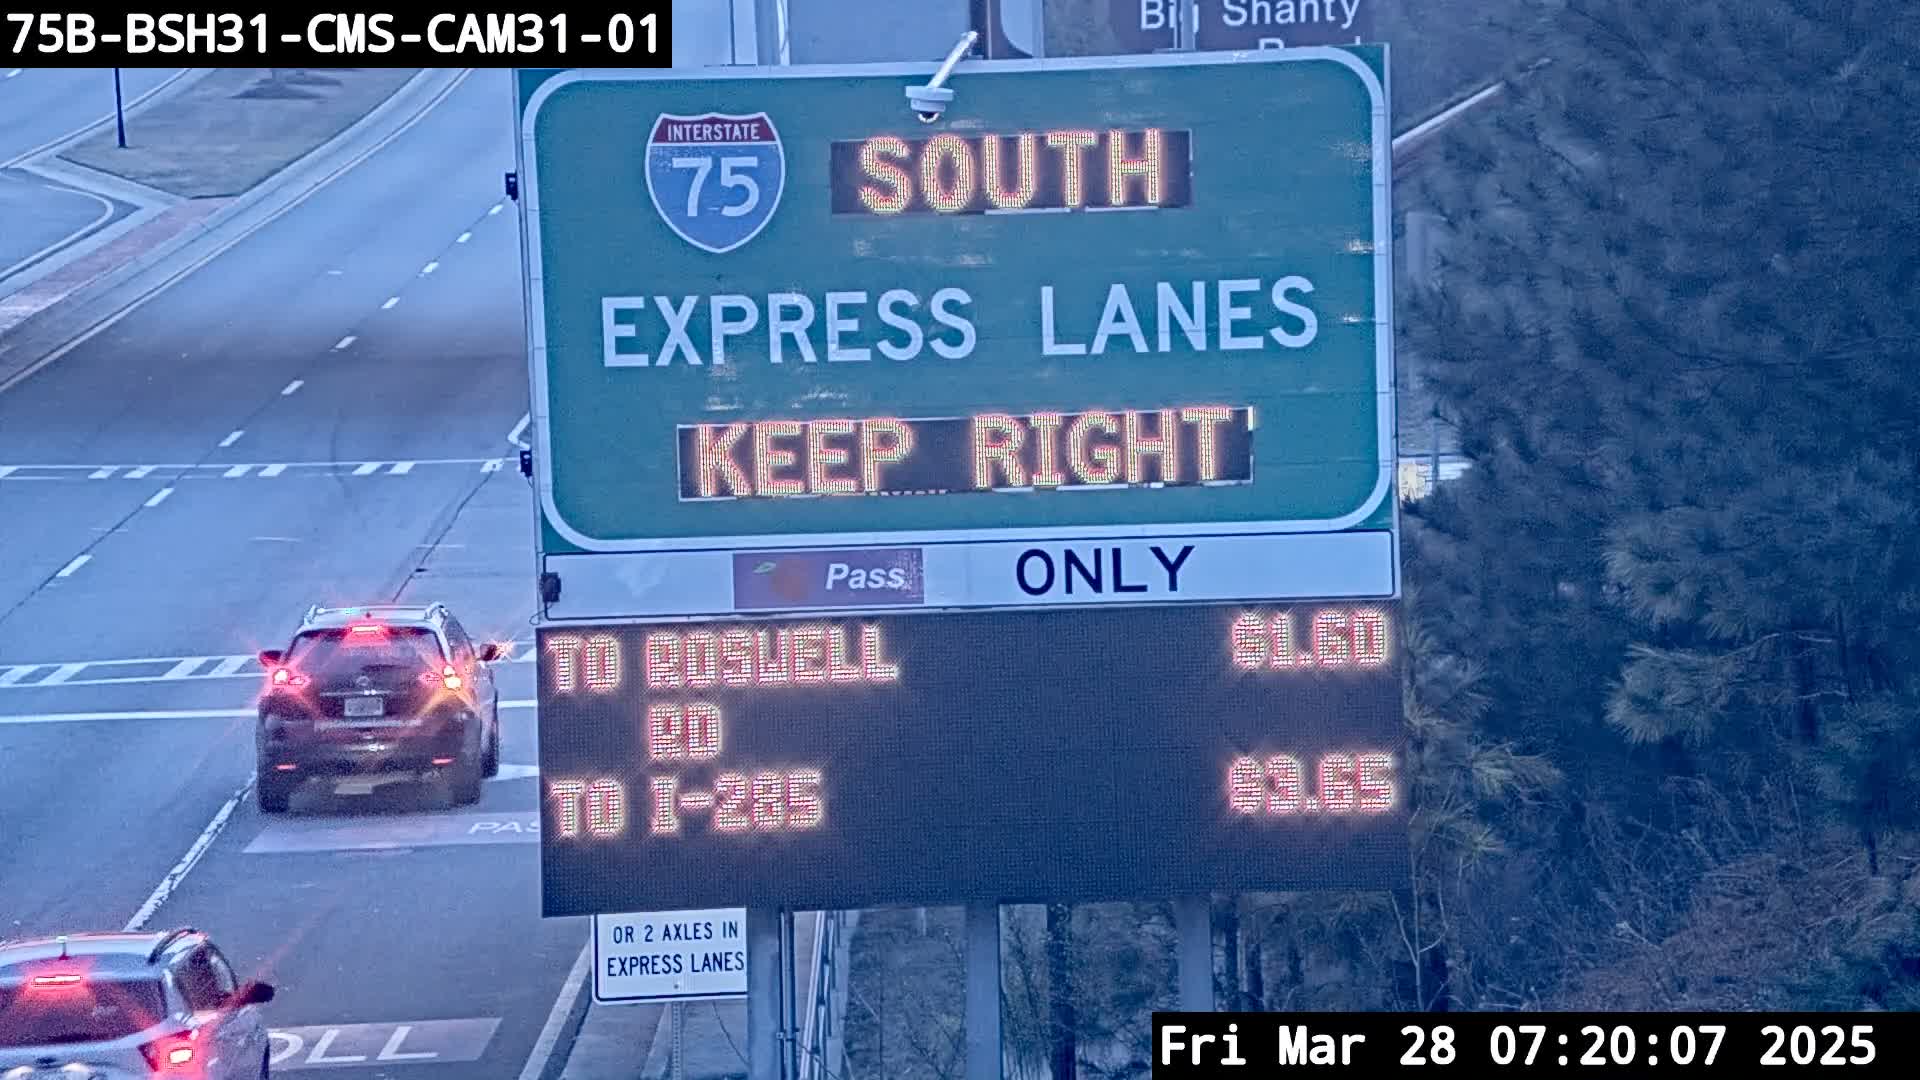 75B-BSH31-CMS-CAM31-01
Big Shanty
INTERSTATE
75
SOUTH
EXPRESS LANES
KEEP RIGHT
Pass ONLY
TO ROSWELL $1.60
RD
TO I-285 $3.65
OR 2 AXLES IN
EXPRESS LANES
Fri Mar 28 07:20:07 2025